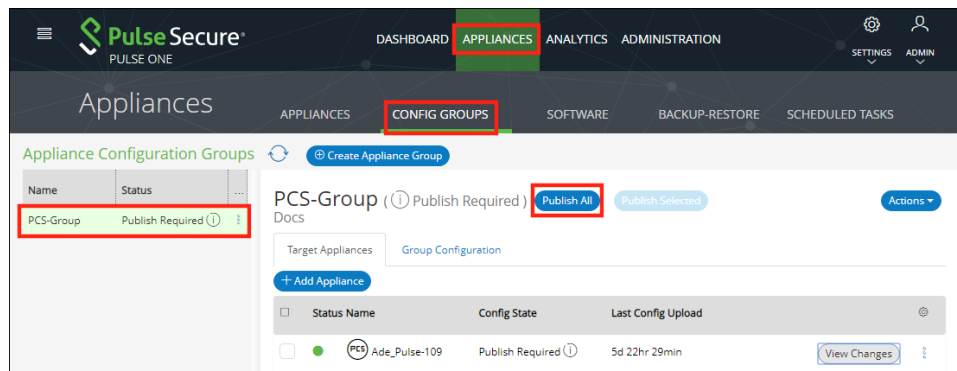 Pulse Secure®
PULSE ONE
DASHBOARD APPLIANCES ANALYTICS ADMINISTRATION
SETTINGS ADMIN
Appliances
APPLIANCES CONFIG GROUPS SOFTWARE BACKUP-RESTORE SCHEDULED TASKS
Appliance Configuration Groups
Create Appliance Group
Name Status ...
PCS-Group Publish Required
PCS-Group ( Publish Required ) Publish All Publish Selected Actions
Docs
Target Appliances Group Configuration
+ Add Appliance
Status Name Config State Last Config Upload
PCS Ade_Pulse-109 Publish Required 5d 22hr 29min View Changes